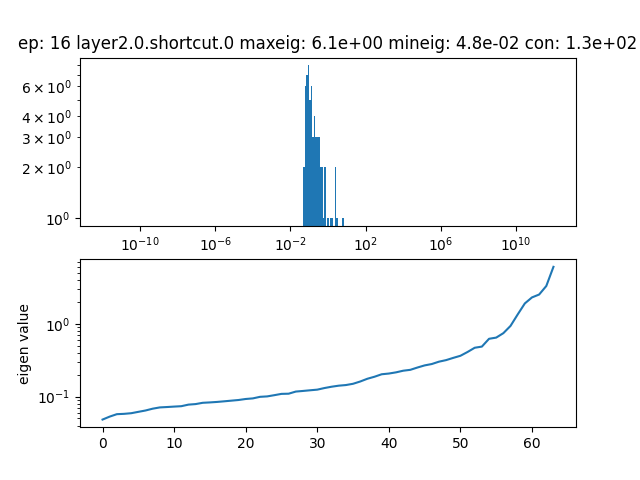 ep: 16 layer2.0.shortcut.0 maxeig: 6.1e+00 mineig: 4.8e-02 con: 1.3e+02
6 × 10⁰
4 × 10⁰
3 × 10⁰
2 × 10⁰
10⁰
10⁻¹⁰ 10⁻⁶ 10⁻² 10² 10⁶ 10¹⁰
eigen value
10⁰
10⁻¹
0 10 20 30 40 50 60